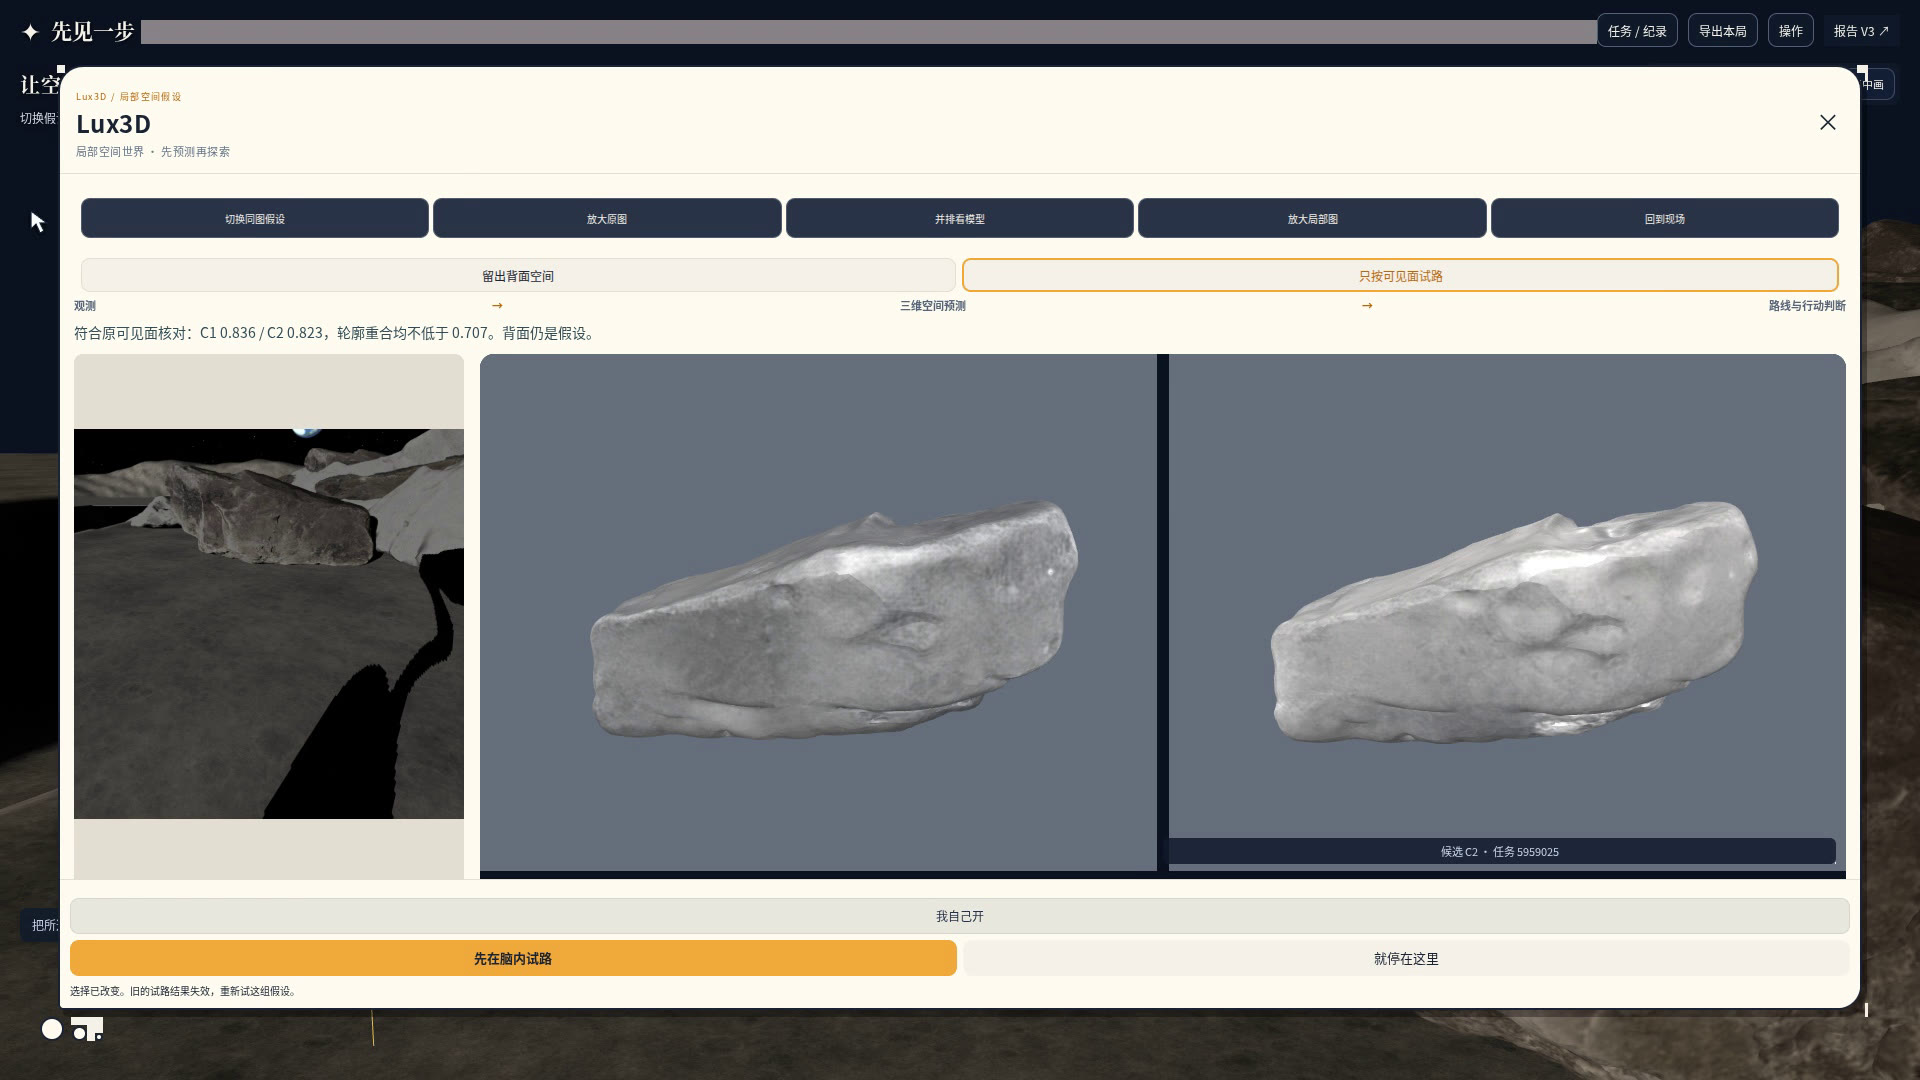 先见一步
任务 / 纪录
导出本局
操作
报告 V3 ↗
让空
中画
切换假
Lux3D / 局部空间假设
Lux3D
局部空间世界 · 先预测再探索
切换同图假设
放大原图
并排看模型
放大局部图
回到现场
留出背面空间
只按可见面试路
观测 → 三维空间预测 → 路线与行动判断
符合原可见面核对：C1 0.836 / C2 0.823，轮廓重合均不低于 0.707。背面仍是假设。
候选 C2 · 任务 5959025
把所
我自己开
先在脑内试路
就停在这里
选择已改变。旧的试路结果失效，重新试这组假设。